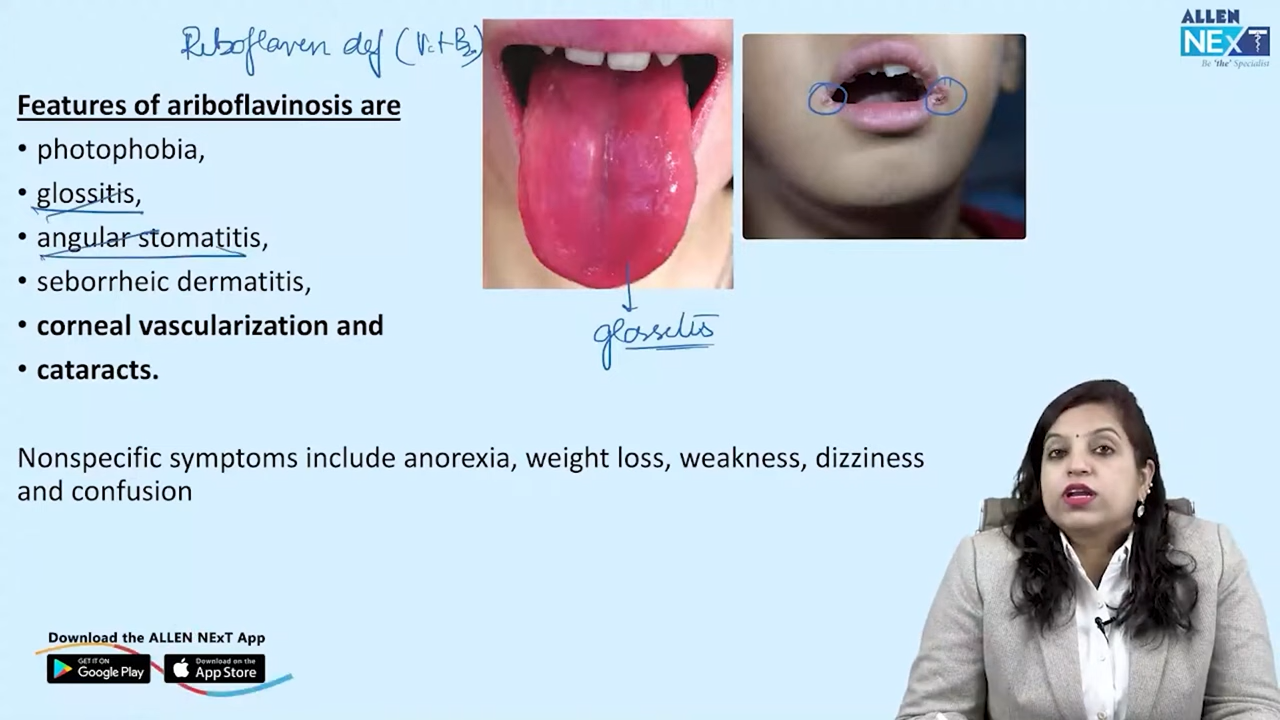 Riboflaven def (Vit B2)
ALLEN
NExT
Be 'the' Specialist
Features of ariboflavinosis are
• photophobia,
• glossitis,
• angular stomatitis,
• seborrheic dermatitis,
• corneal vascularization and
• cataracts.
glossitis
Nonspecific symptoms include anorexia, weight loss, weakness, dizziness
and confusion
Download the ALLEN NExT App
GET IT ON
Google Play
Download on the
App Store